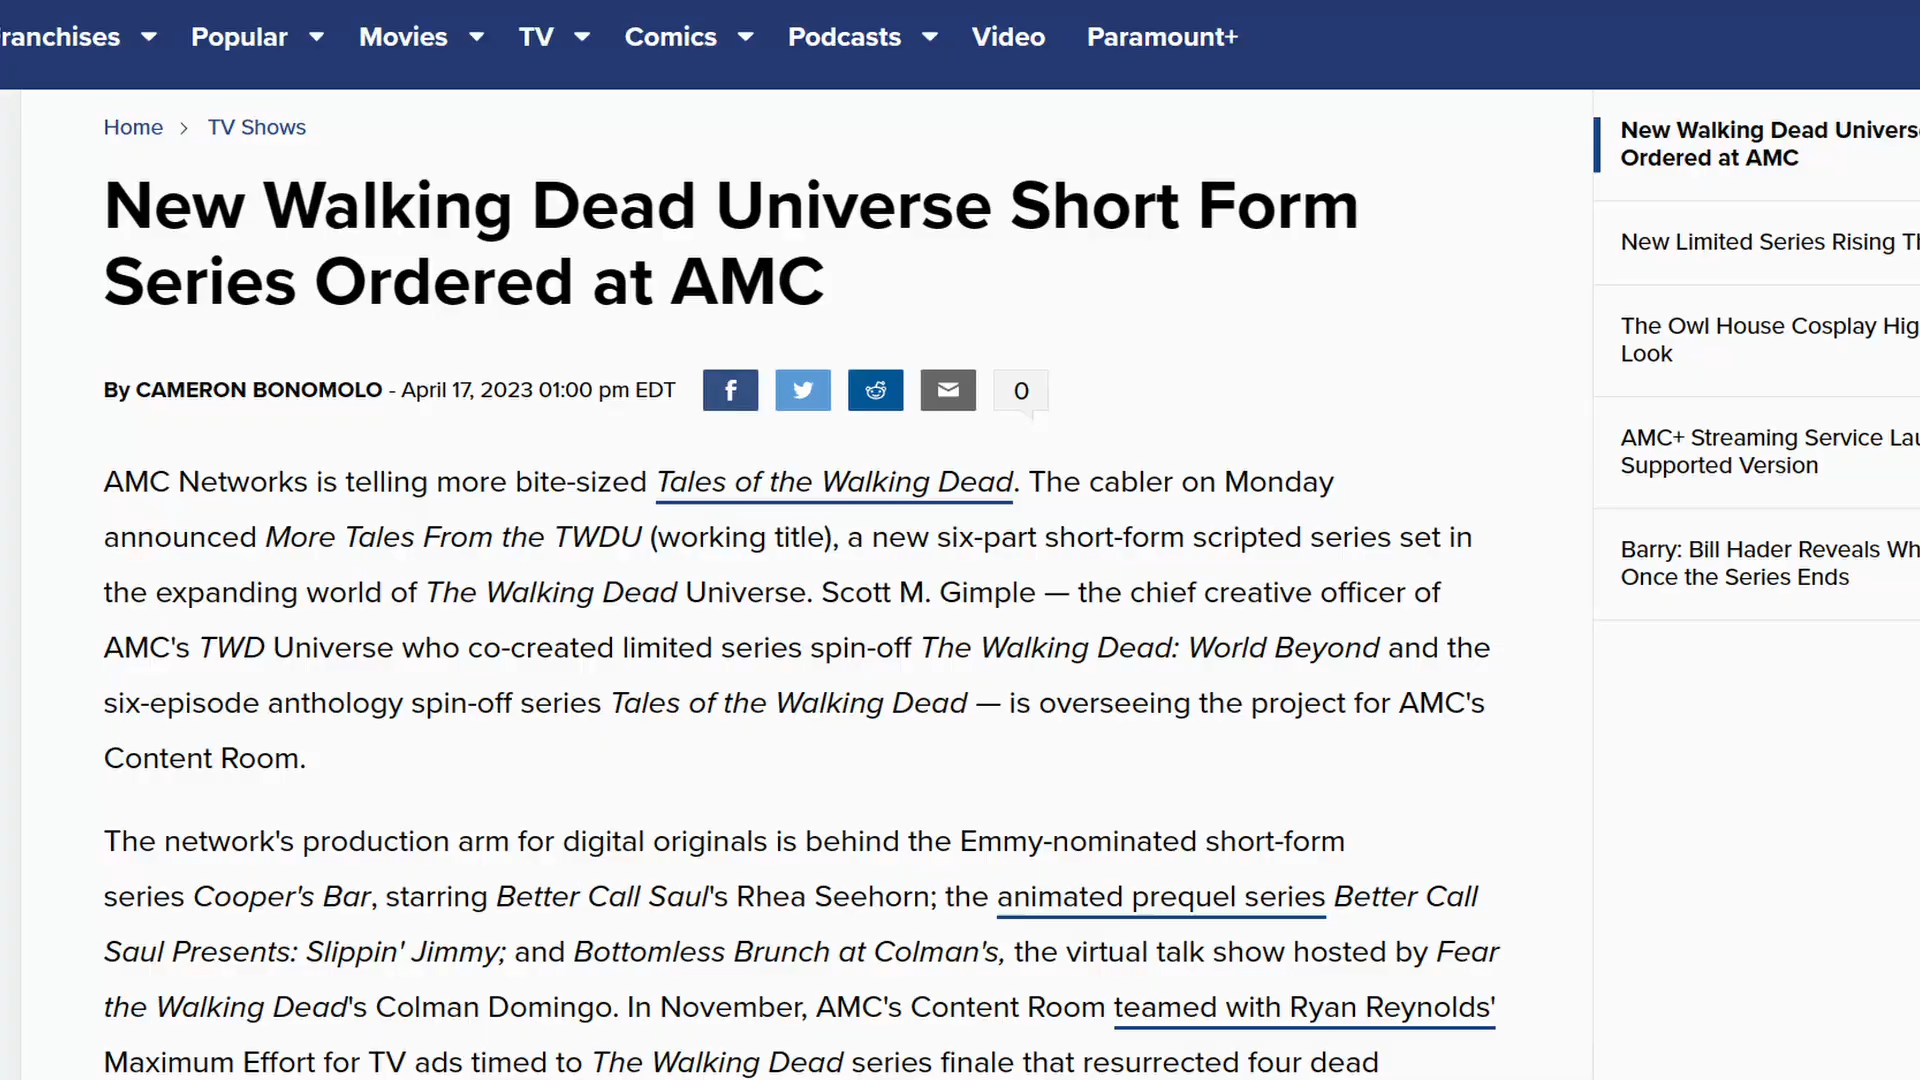 Popular Movies TV Comics Podcasts Video Paramount+
Home > TV Shows
New Walking Dead Universe Short Form
Series Ordered at AMC
By CAMERON BONOMOLO - April 17, 2023 01:00 pm EDT 0
AMC Networks is telling more bite-sized Tales of the Walking Dead. The cabler on Monday
announced More Tales From the TWDU (working title), a new six-part short-form scripted series set in
the expanding world of The Walking Dead Universe. Scott M. Gimple — the chief creative officer of
AMC's TWD Universe who co-created limited series spin-off The Walking Dead: World Beyond and the
six-episode anthology spin-off series Tales of the Walking Dead — is overseeing the project for AMC's
Content Room.
The network's production arm for digital originals is behind the Emmy-nominated short-form
series Cooper's Bar, starring Better Call Saul's Rhea Seehorn; the animated prequel series Better Call
Saul Presents: Slippin' Jimmy; and Bottomless Brunch at Colman's, the virtual talk show hosted by Fear
the Walking Dead's Colman Domingo. In November, AMC's Content Room teamed with Ryan Reynolds'
Maximum Effort for TV ads timed to The Walking Dead series finale that resurrected four dead
New Walking Dead
Ordered at AMC
New Limited Series Rising
The Owl House Cosplay
Look
AMC+ Streaming Service
Supported Version
Barry: Bill Hader Reveals
Once the Series Ends